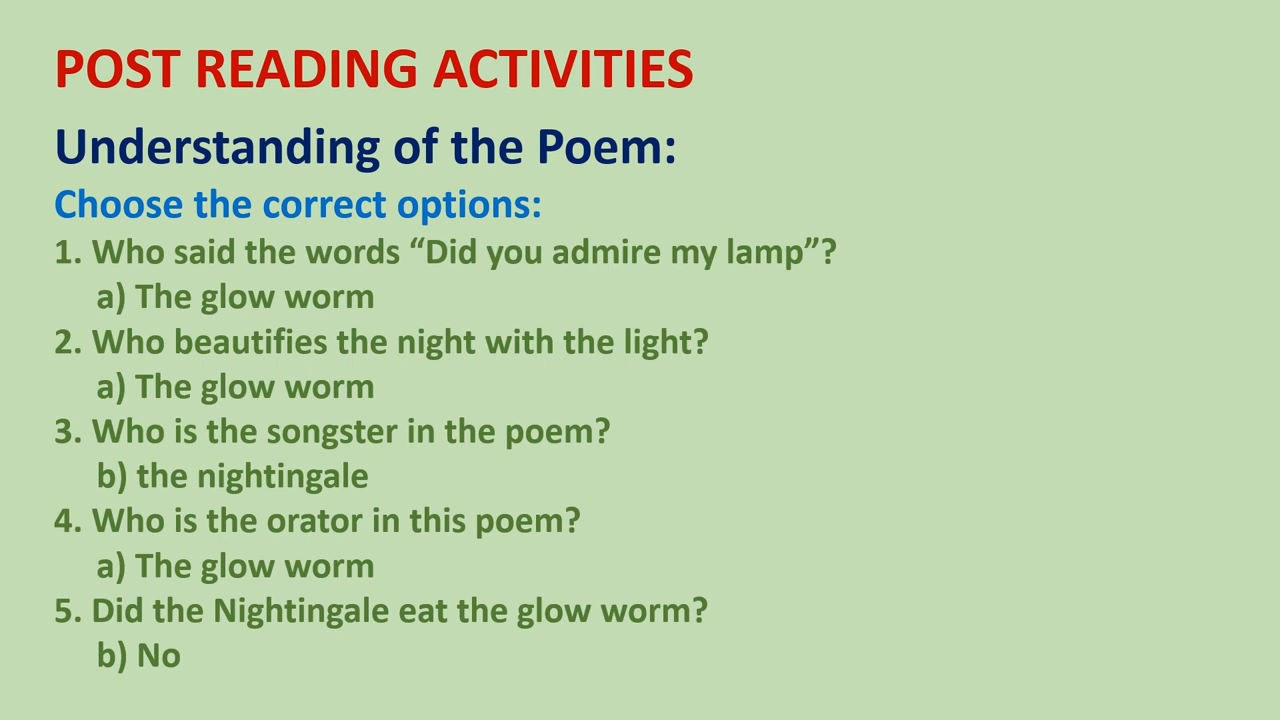 POST READING ACTIVITIES
Understanding of the Poem:
Choose the correct options:
1. Who said the words “Did you admire my lamp”?
a) The glow worm
2. Who beautifies the night with the light?
a) The glow worm
3. Who is the songster in the poem?
b) the nightingale
4. Who is the orator in this poem?
a) The glow worm
5. Did the Nightingale eat the glow worm?
b) No